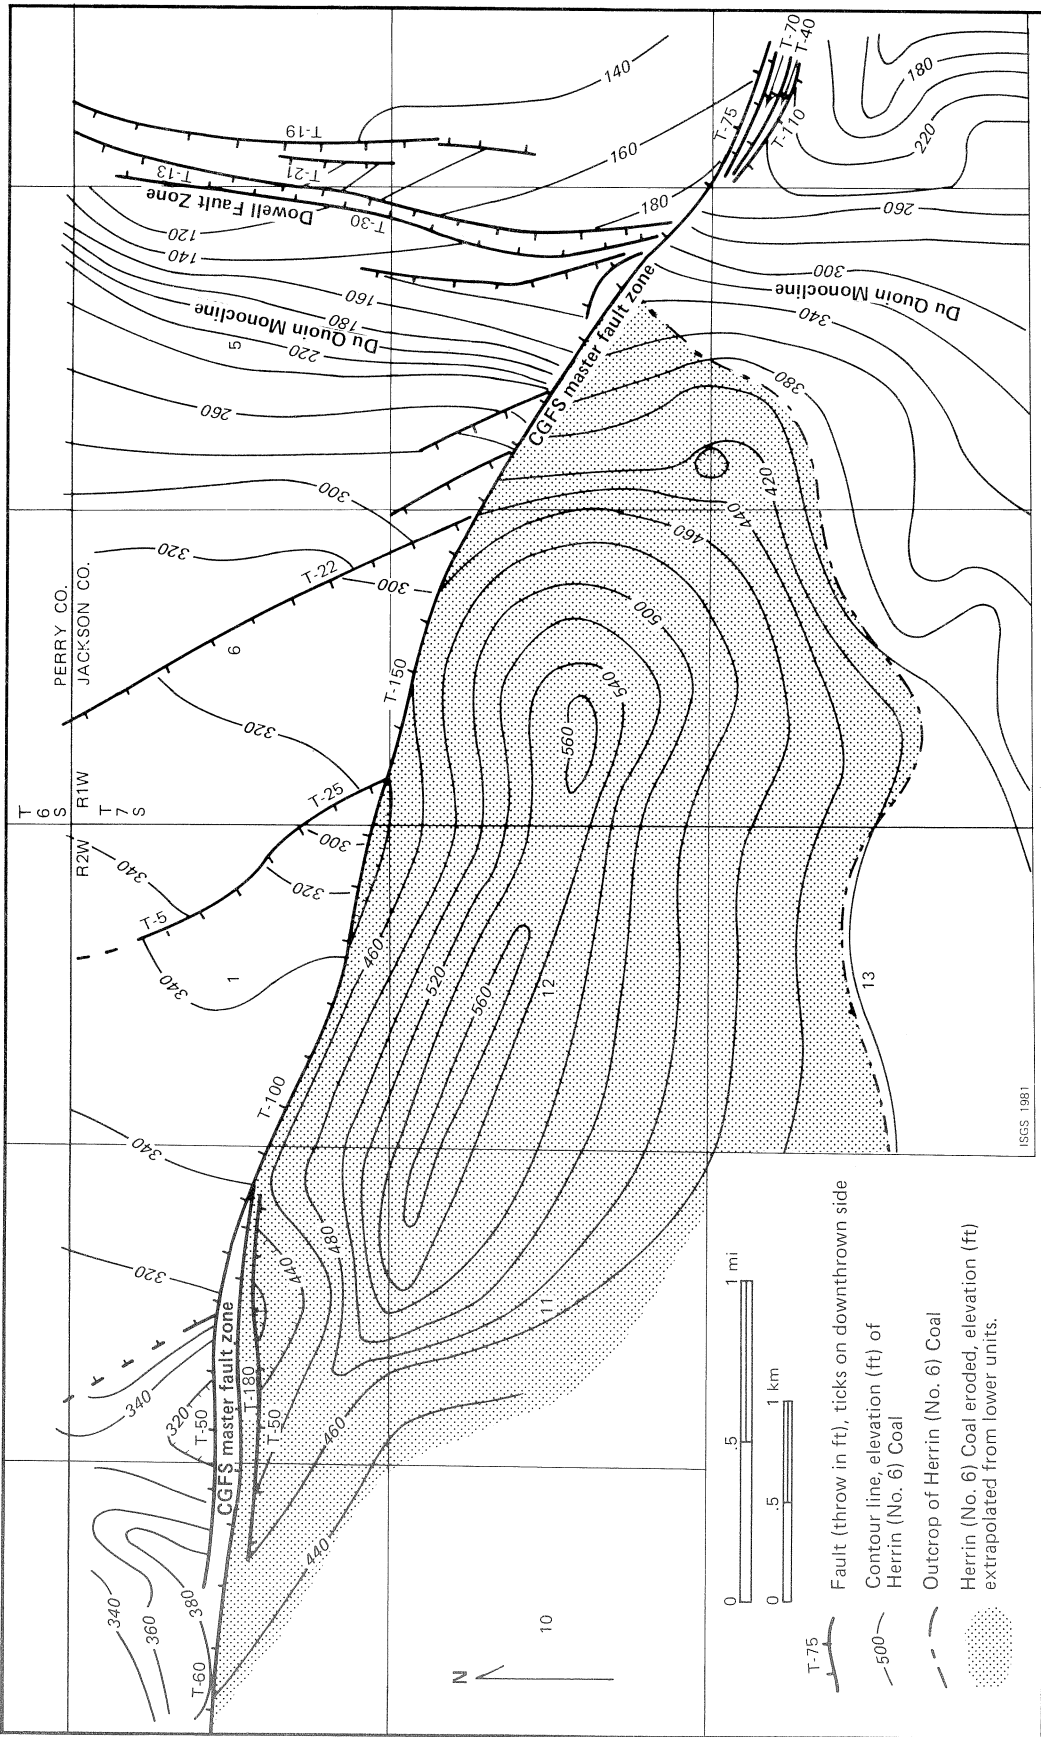 T-70
T-40
T-75
T-110
180
220
260
300
Du Quoin Monocline
340
380
140
160
180
T-19
T-21
T-13
Dowell Fault Zone
T-30
120
140
160
180
Du Quoin Monocline
220
5
260
300
320
T-22
300
6
320
CGFS master fault zone
420
440
460
500
540
560
T-150
PERRY CO.
JACKSON CO.
T
6
S
R1W
T
7
S
R2W
340
T-25
300
320
T-5
340
1
460
520
560
12
13
T-100
340
320
480
440
11
CGFS master fault zone
T-180
T-50
T-50
340
320
460
440
340
360
380
T-60
10
N
ISGS 1981
0
.5
1 mi
0
.5
1 km
T-75
Fault (throw in ft), ticks on downthrown side
500
Contour line, elevation (ft) of
Herrin (No. 6) Coal
Outcrop of Herrin (No. 6) Coal
Herrin (No. 6) Coal eroded, elevation (ft)
extrapolated from lower units.